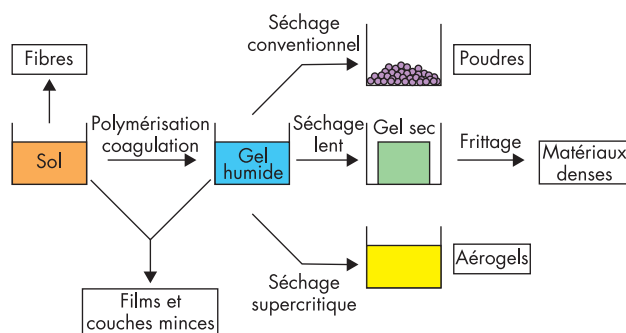 Fibres
Sol
Polymérisation
coagulation
Gel
humide
Films et
couches minces
Séchage
conventionnel
Poudres
Séchage
lent
Gel sec
Frittage
Matériaux
denses
Séchage
supercritique
Aérogels